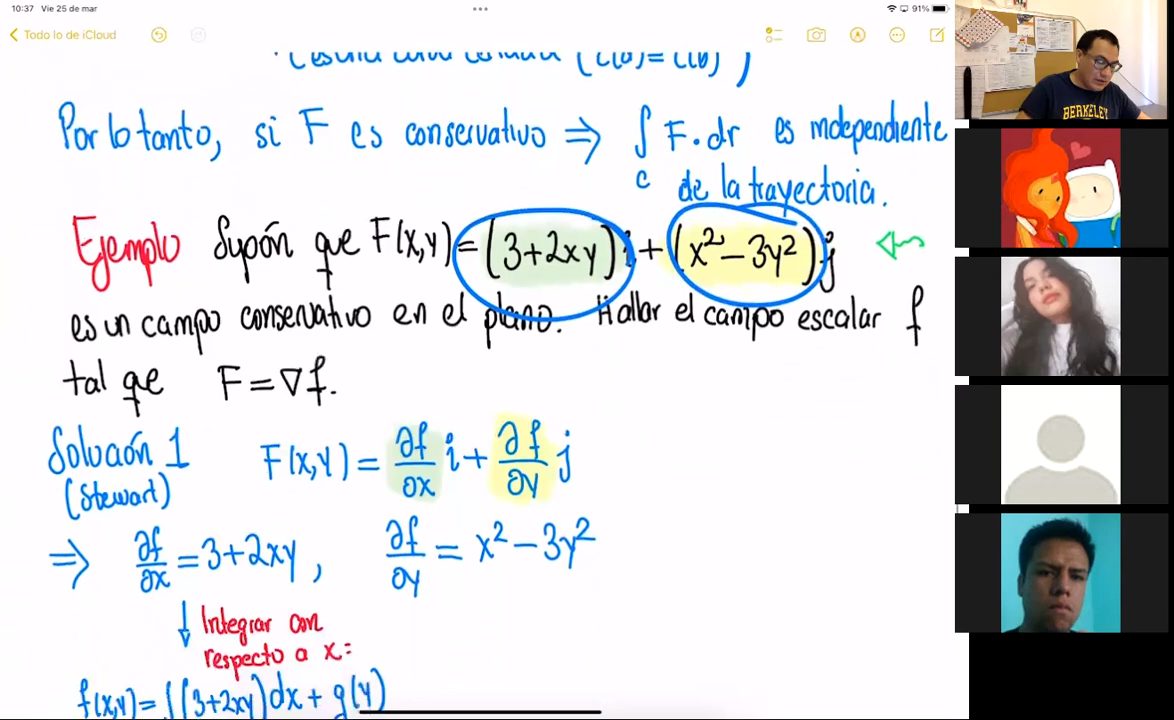 10:37 Vie 25 de mar
91%
Todo lo de iCloud
BERKELEY
Por lo tanto, si F es conservativo ⇒ ∫ F·dr es independiente
C de la trayectoria.
Ejemplo Supón que F(x,y)=(3+2xy)i+(x²-3y²)j
es un campo conservativo en el plano. Hallar el campo escalar f
tal que F=∇f.
Solución 1 F(x,y)= ∂f/∂x i+ ∂f/∂y j
(Stewart)
⇒ ∂f/∂x =3+2xy, ∂f/∂y = x²-3y²
↓ Integrar con
respecto a x:
f(x,y)= ∫(3+2xy)dx+ g(y)